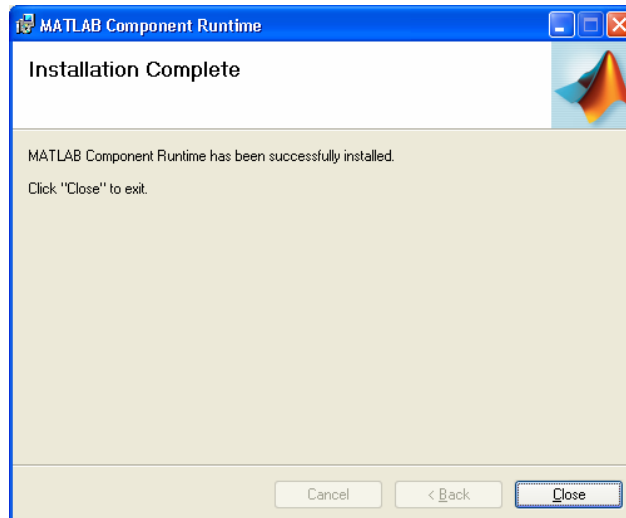 MATLAB Component Runtime
Installation Complete
MATLAB Component Runtime has been successfully installed.
Click "Close" to exit.
Cancel
< Back
Close